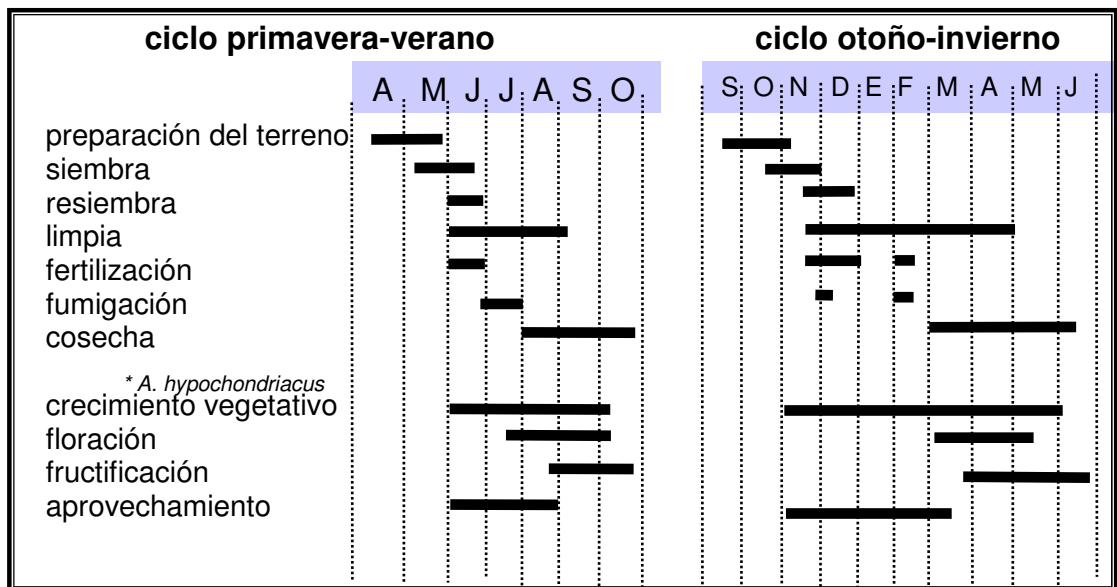 ciclo primavera-verano ciclo otoño-invierno
A M J J A S O S O N D E F M A M J
preparación del terreno
siembra
resiembra
limpia
fertilización
fumigación
cosecha
* A. hypochondriacus
crecimiento vegetativo
floración
fructificación
aprovechamiento